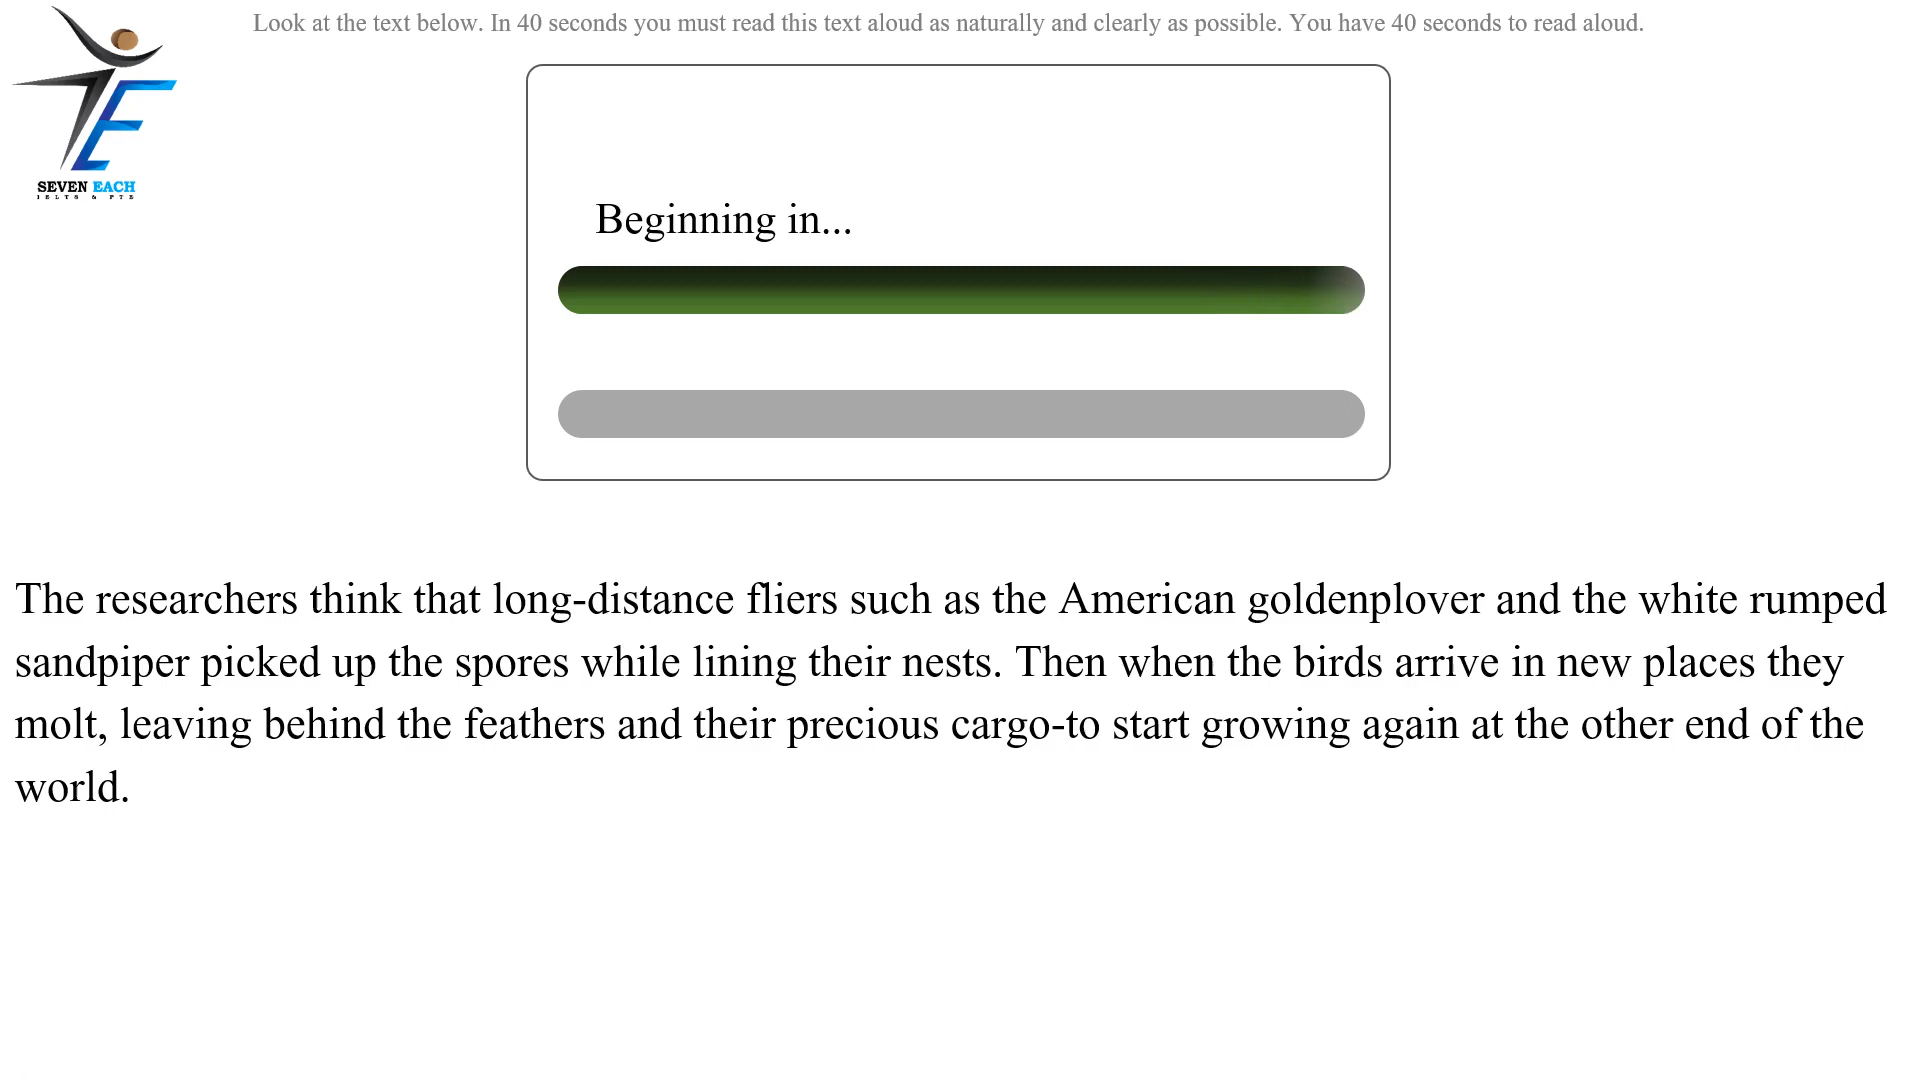 Look at the text below. In 40 seconds you must read this text aloud as naturally and clearly as possible. You have 40 seconds to read aloud.
SEVEN EACH
IELTS & PTE
Beginning in...
The researchers think that long-distance fliers such as the American goldenplover and the white rumped
sandpiper picked up the spores while lining their nests. Then when the birds arrive in new places they
molt, leaving behind the feathers and their precious cargo-to start growing again at the other end of the
world.